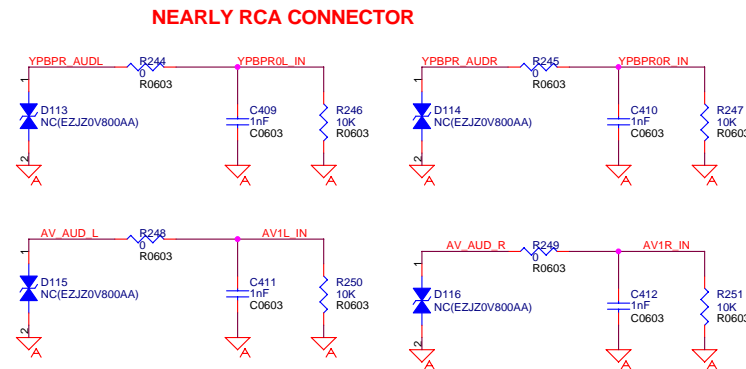 NEARLY RCA CONNECTOR
YPBPR_AUDL
R244
0
R0603
YPBPR0L_IN
1
D113
NC(EZJZ0V800AA)
2
C409
1nF
C0603
R246
10K
R0603
A
A
A
YPBPR_AUDR
R245
0
R0603
YPBPR0R_IN
1
D114
NC(EZJZ0V800AA)
2
C410
1nF
C0603
R247
10K
R0603
A
A
A
AV_AUD_L
R248
0
R0603
AV1L_IN
1
D115
NC(EZJZ0V800AA)
2
C411
1nF
C0603
R250
10K
R0603
A
A
A
AV_AUD_R
R249
0
R0603
AV1R_IN
1
D116
NC(EZJZ0V800AA)
2
C412
1nF
C0603
R251
10K
R0603
A
A
A